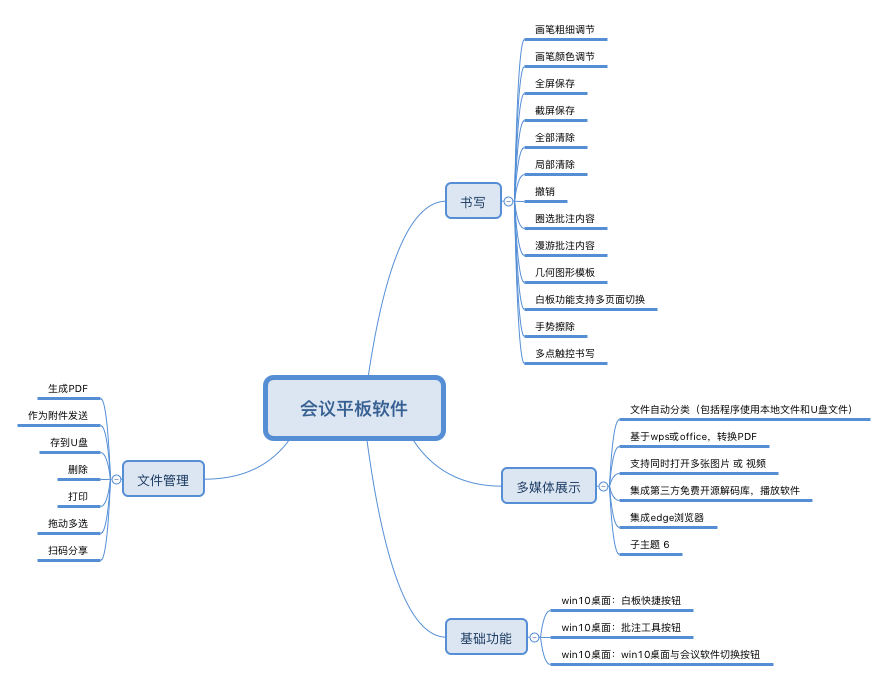 会议平板软件
书写
画笔粗细调节
画笔颜色调节
全屏保存
截屏保存
全部清除
局部清除
撤销
圈选批注内容
漫游批注内容
几何图形模板
白板功能支持多页面切换
手势擦除
多点触控书写
多媒体展示
文件自动分类（包括程序使用本地文件和U盘文件）
基于wps或office，转换PDF
支持同时打开多张图片 或 视频
集成第三方免费开源解码库，播放软件
集成edge浏览器
子主题 6
基础功能
win10桌面：白板快捷按钮
win10桌面：批注工具按钮
win10桌面：win10桌面与会议软件切换按钮
文件管理
生成PDF
作为附件发送
存到U盘
删除
打印
拖动多选
扫码分享